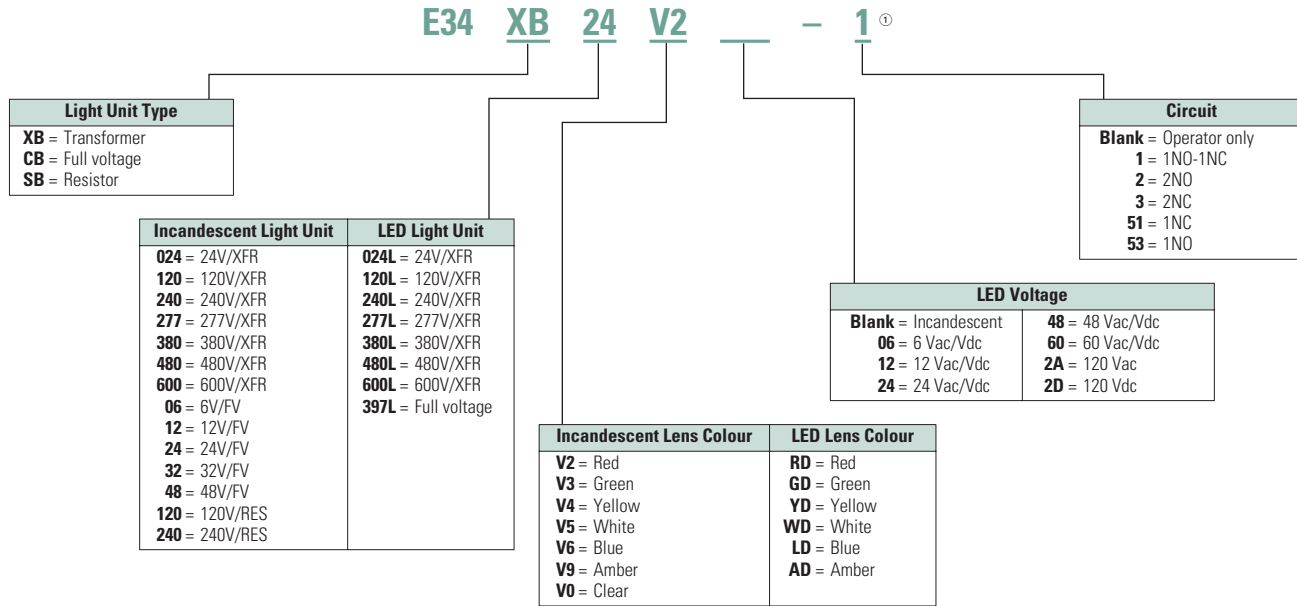 E34 XB 24 V2 – 1 ①
Light Unit Type
XB = Transformer
CB = Full voltage
SB = Resistor
Incandescent Light Unit
024 = 24V/XFR
120 = 120V/XFR
240 = 240V/XFR
277 = 277V/XFR
380 = 380V/XFR
480 = 480V/XFR
600 = 600V/XFR
06 = 6V/FV
12 = 12V/FV
24 = 24V/FV
32 = 32V/FV
48 = 48V/FV
120 = 120V/RES
240 = 240V/RES
LED Light Unit
024L = 24V/XFR
120L = 120V/XFR
240L = 240V/XFR
277L = 277V/XFR
380L = 380V/XFR
480L = 480V/XFR
600L = 600V/XFR
397L = Full voltage
Incandescent Lens Colour
V2 = Red
V3 = Green
V4 = Yellow
V5 = White
V6 = Blue
V9 = Amber
V0 = Clear
LED Lens Colour
RD = Red
GD = Green
YD = Yellow
WD = White
LD = Blue
AD = Amber
LED Voltage
Blank = Incandescent
06 = 6 Vac/Vdc
12 = 12 Vac/Vdc
24 = 24 Vac/Vdc
48 = 48 Vac/Vdc
60 = 60 Vac/Vdc
2A = 120 Vac
2D = 120 Vdc
Circuit
Blank = Operator only
1 = 1NO-1NC
2 = 2NO
3 = 2NC
51 = 1NC
53 = 1NO